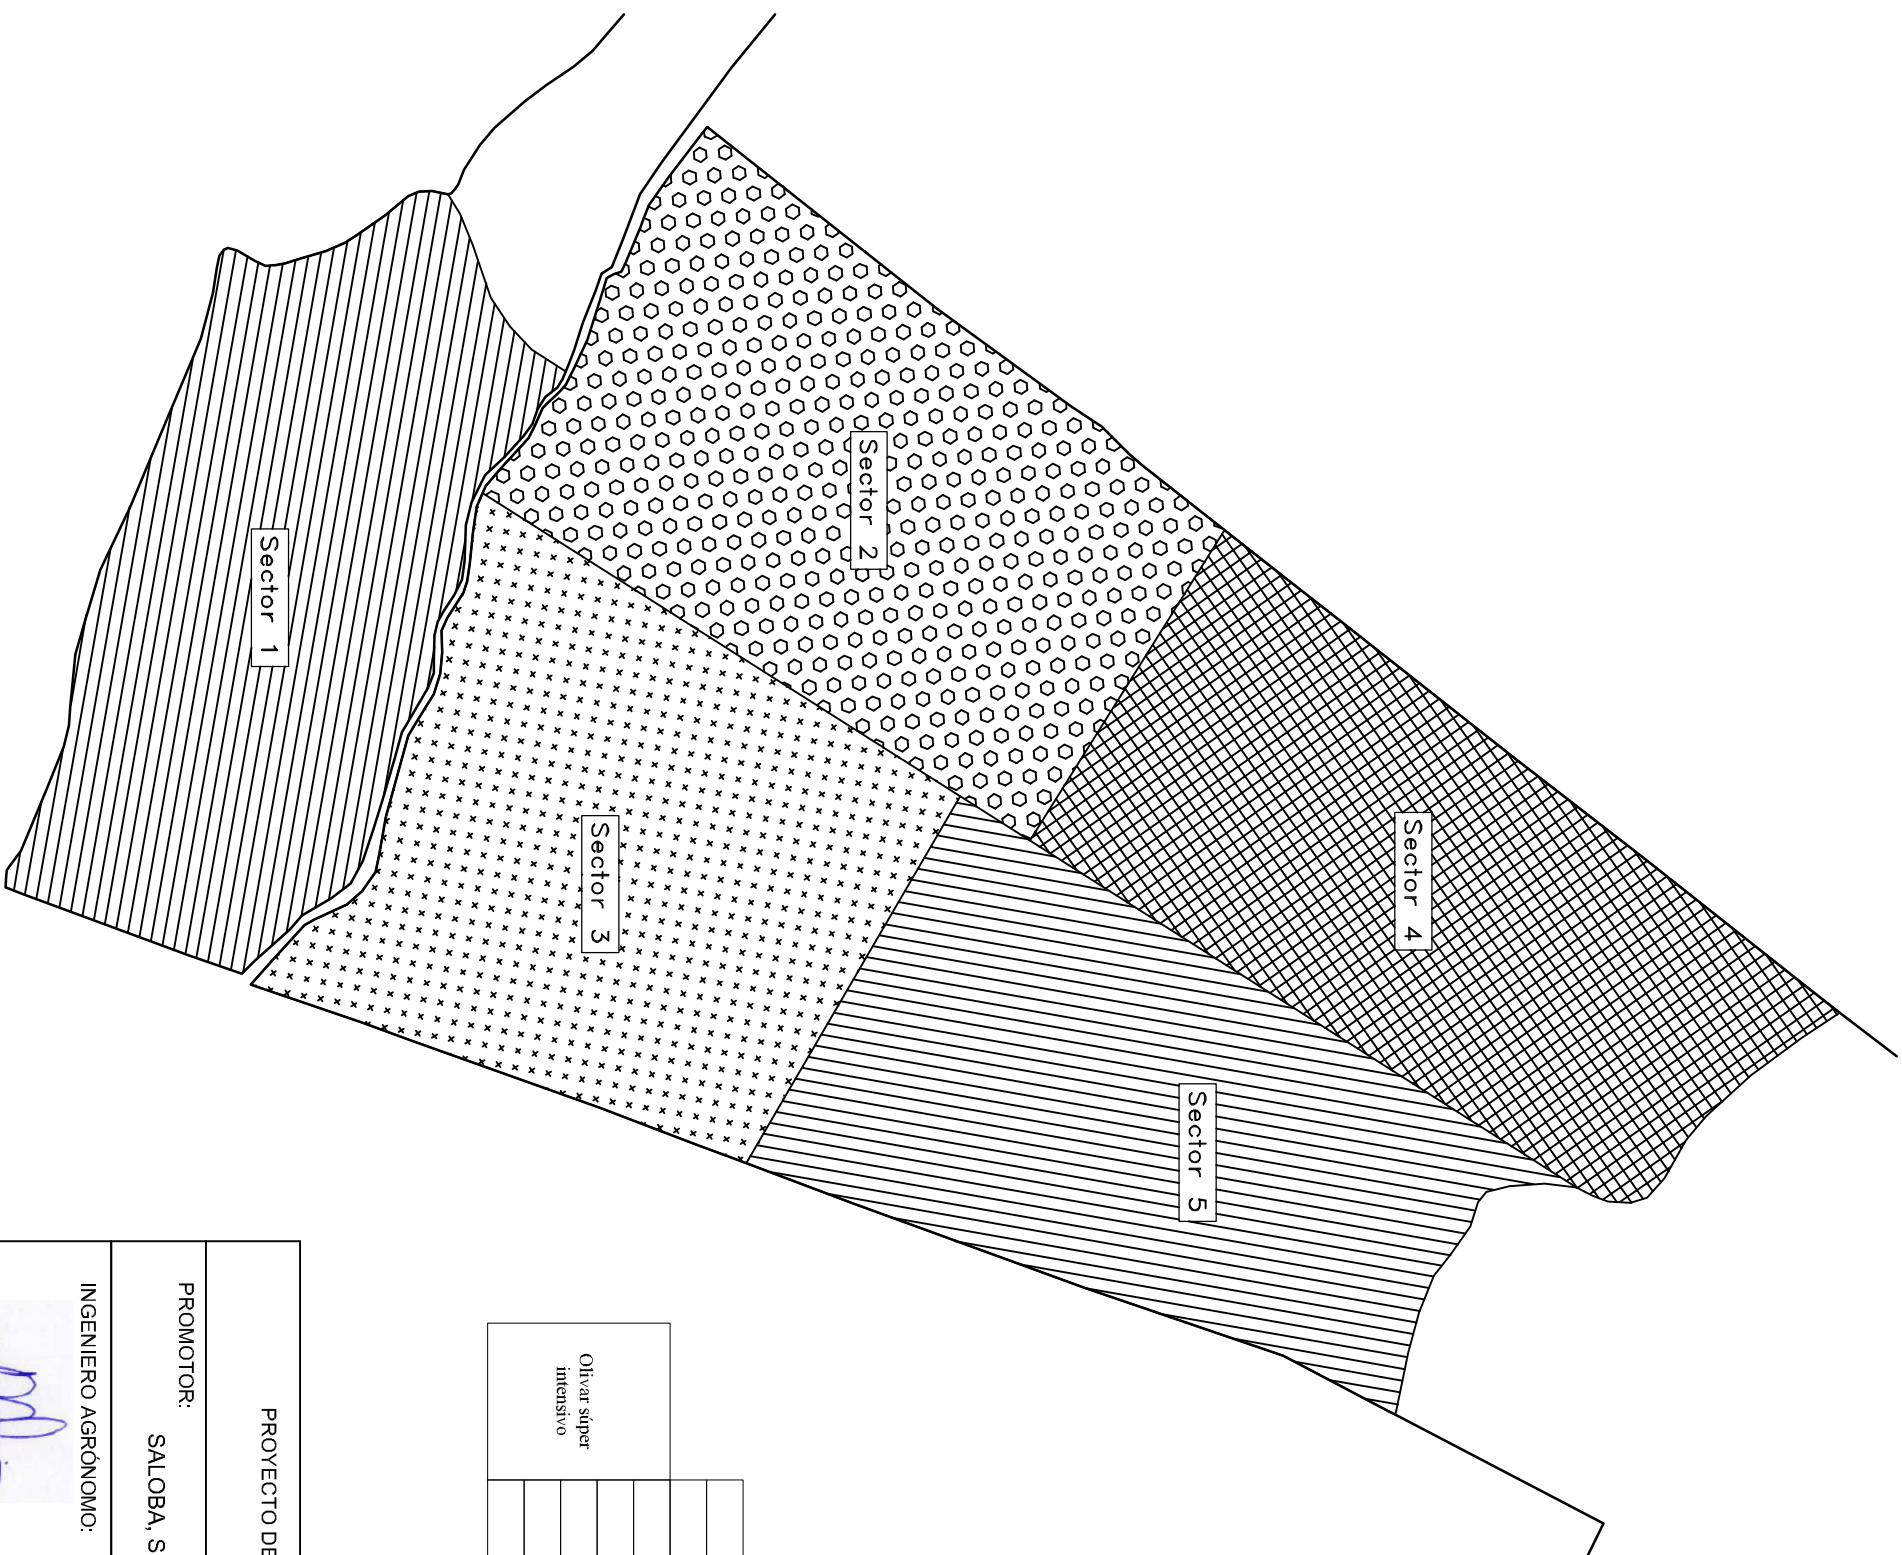 Sector 1
Sector 2
Sector 3
Sector 4
Sector 5
Olivar súper
intensivo
PROYECTO DE
PROMOTOR:
SALOBA, S
INGENIERO AGRÓNOMO: